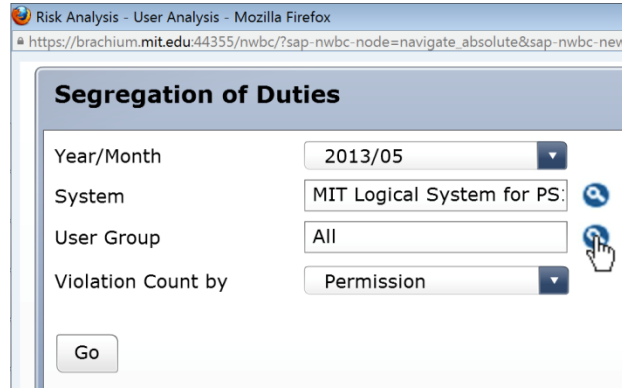 Risk Analysis - User Analysis - Mozilla Firefox
https://brachium.mit.edu:44355/nwbc/?sap-nwbc-node=navigate_absolute&sap-nwbc-new
Segregation of Duties
Year/Month 2013/05
System MIT Logical System for PS:
User Group All
Violation Count by Permission
Go